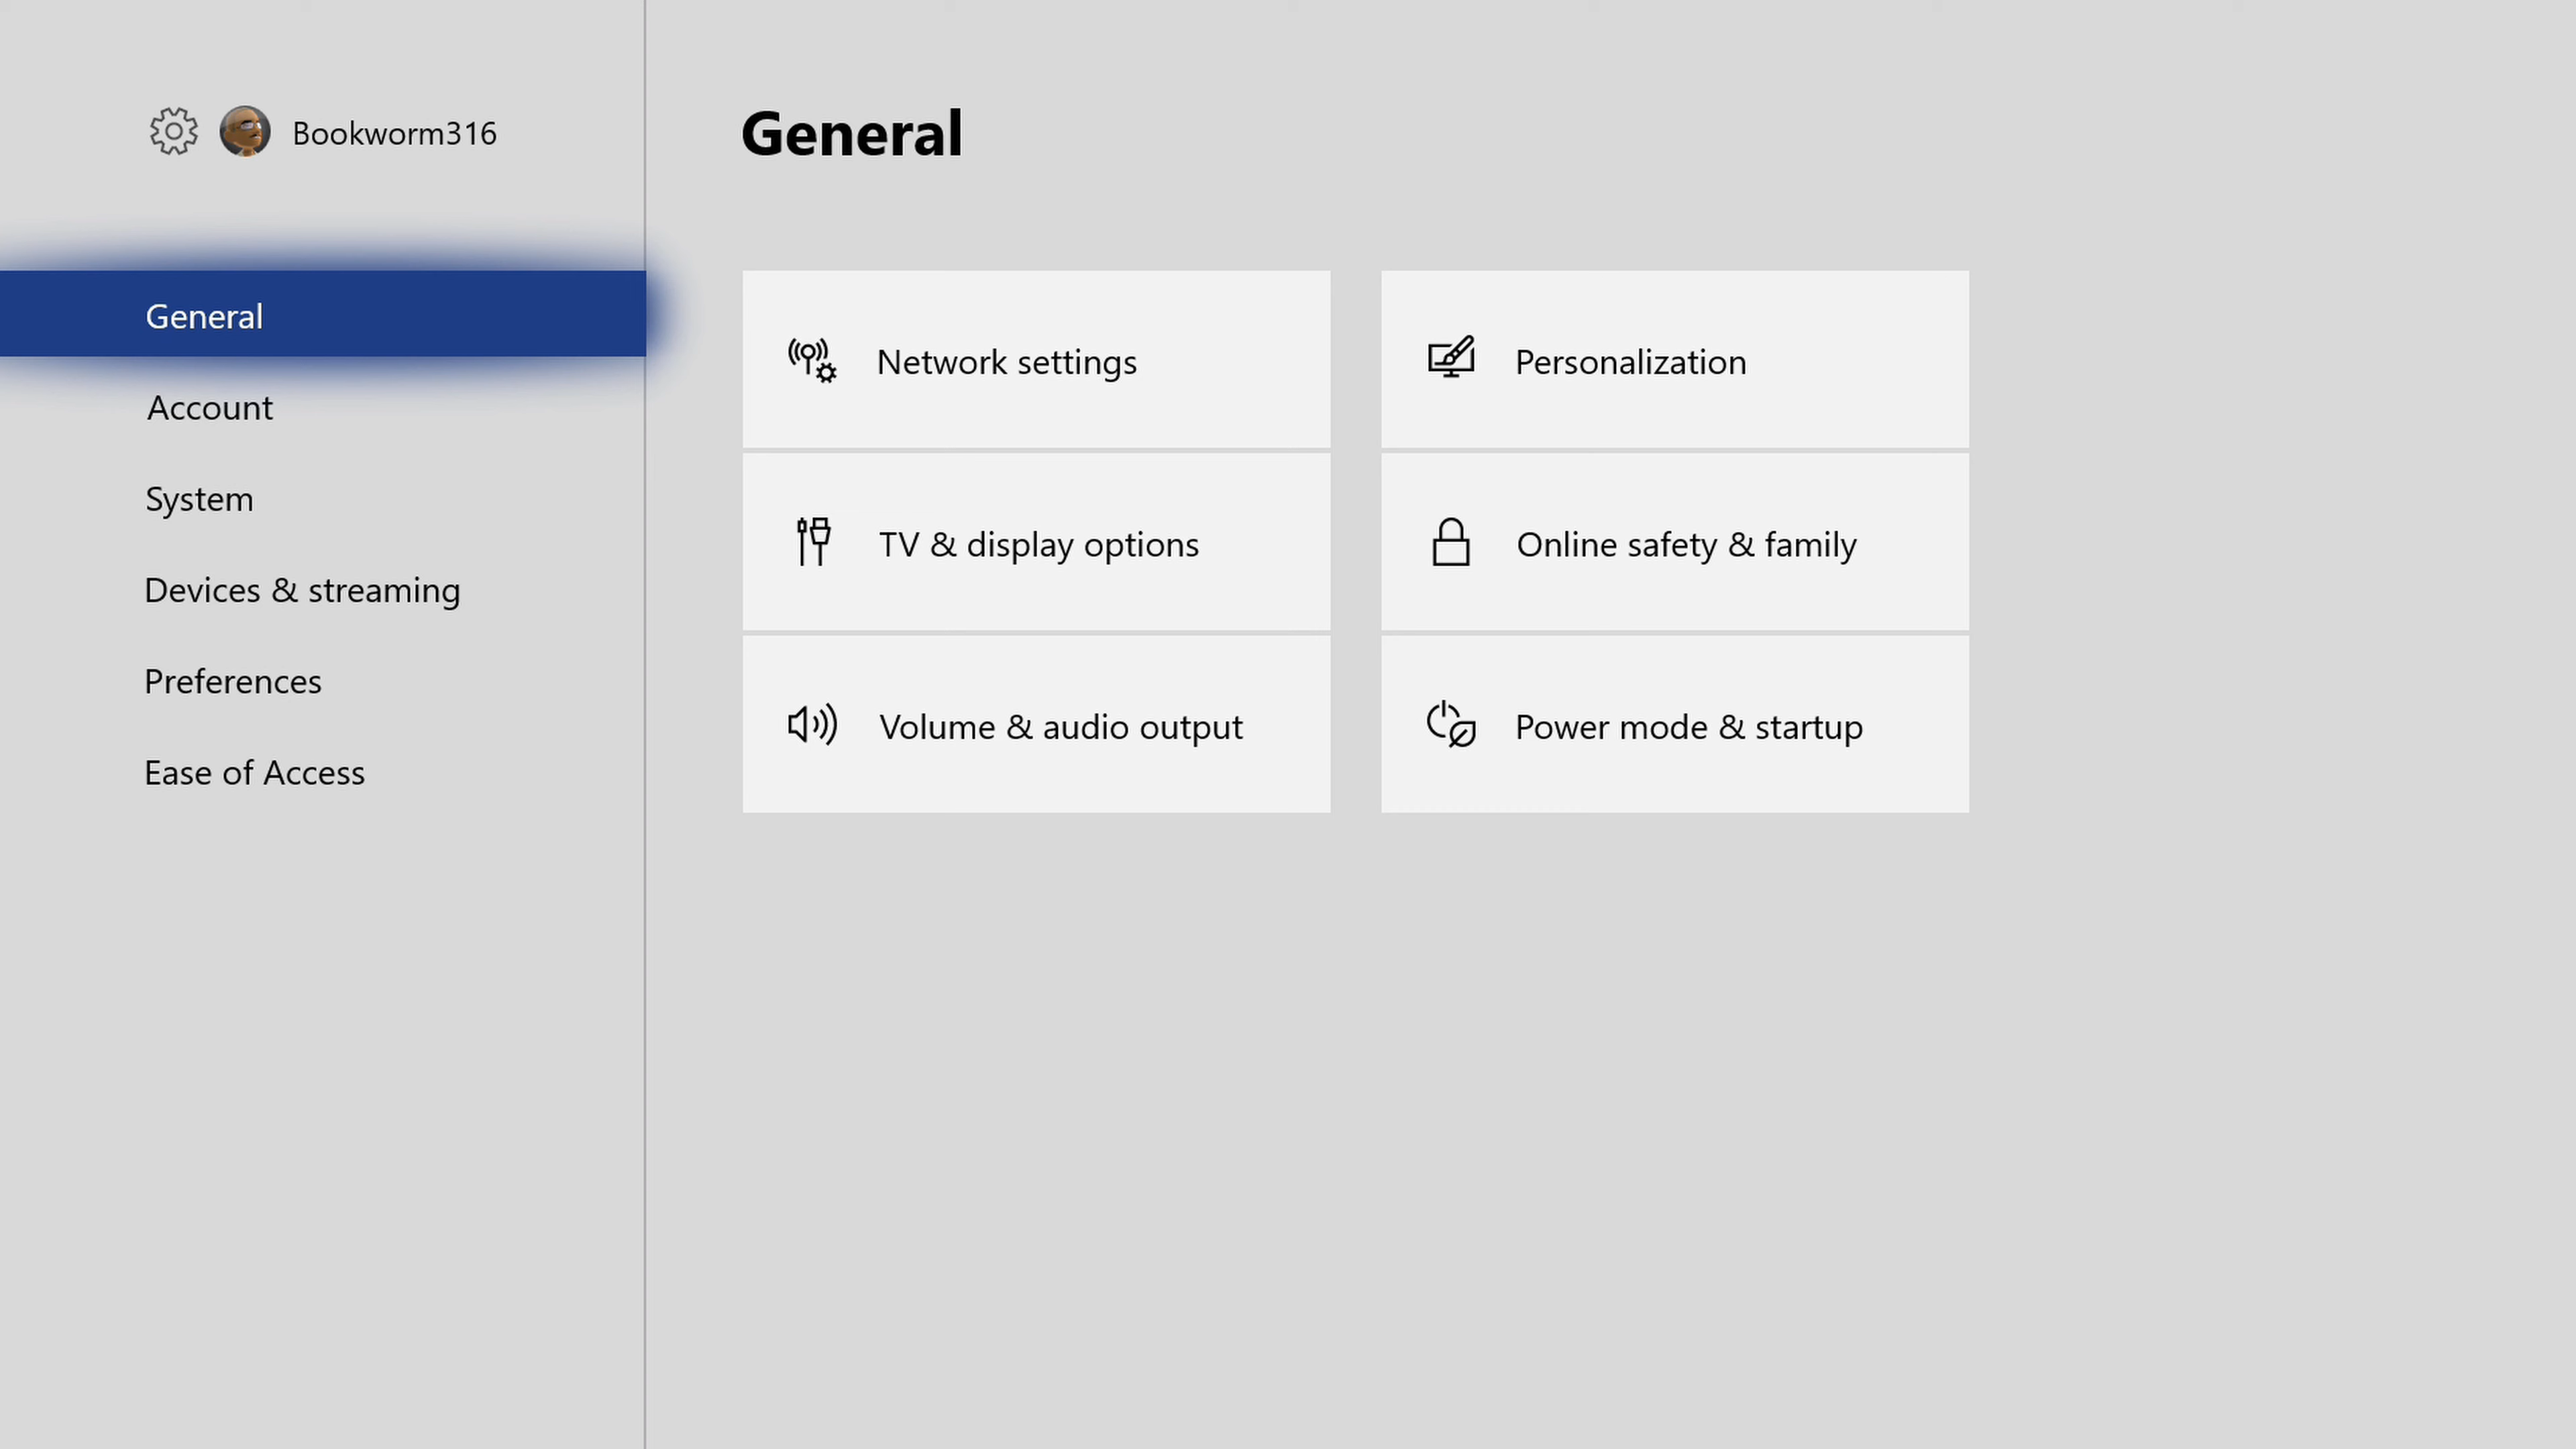 Bookworm316
General
Account
System
Devices & streaming
Preferences
Ease of Access
General
Network settings
TV & display options
Volume & audio output
Personalization
Online safety & family
Power mode & startup